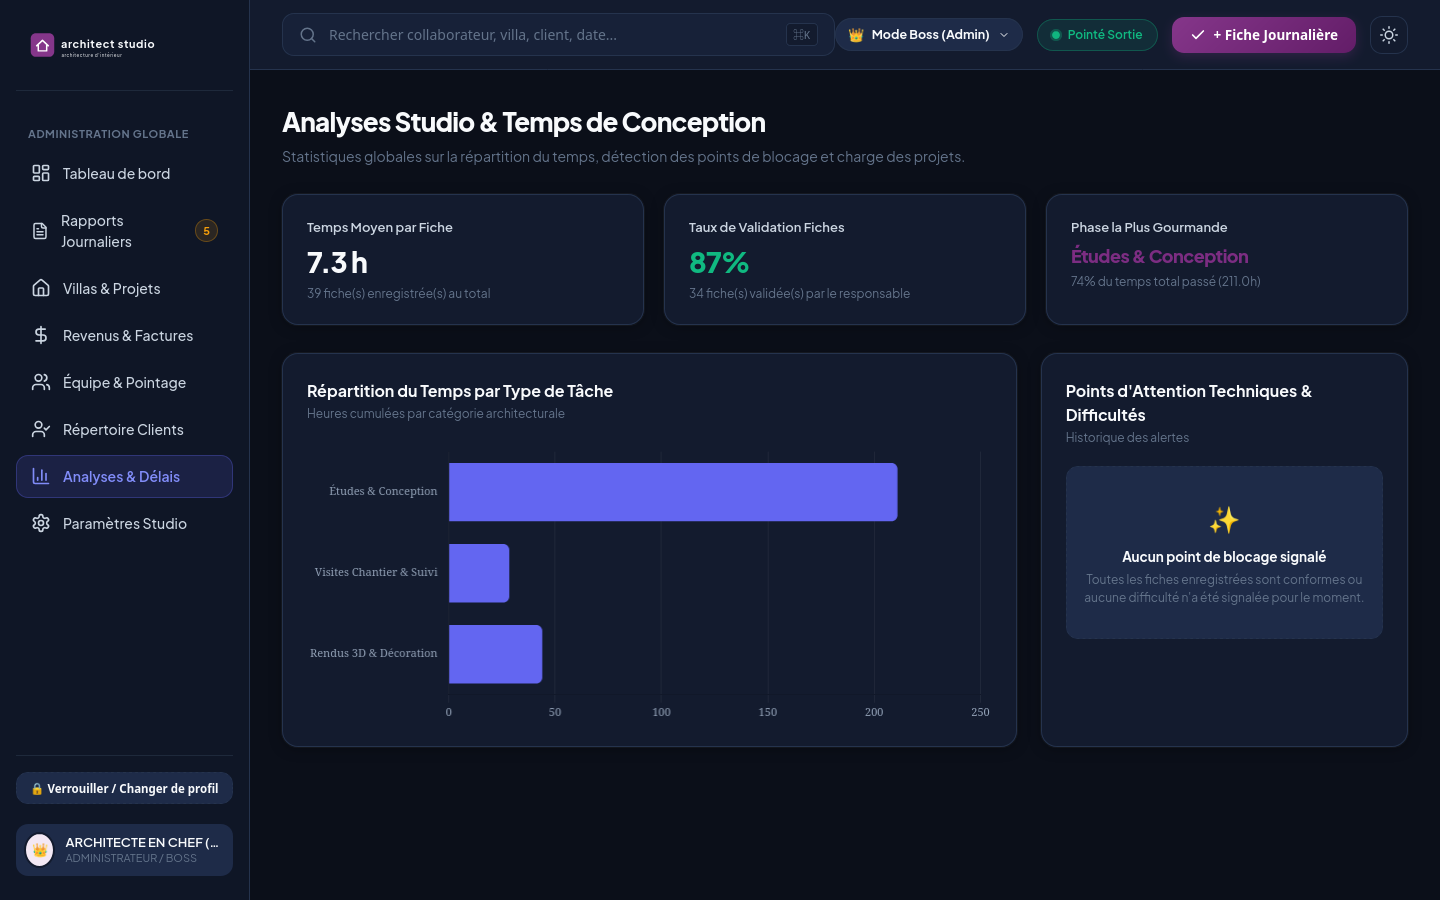 architect studio
architecture d'intérieur
ADMINISTRATION GLOBALE
Tableau de bord
Rapports
Journaliers
5
Villas & Projets
Revenus & Factures
Équipe & Pointage
Répertoire Clients
Analyses & Délais
Paramètres Studio
🔒 Verrouiller / Changer de profil
ARCHITECTE EN CHEF (...
ADMINISTRATEUR / BOSS
Rechercher collaborateur, villa, client, date...
⌘K
👑 Mode Boss (Admin)
Pointé Sortie
+ Fiche Journalière
Analyses Studio & Temps de Conception
Statistiques globales sur la répartition du temps, détection des points de blocage et charge des projets.
Temps Moyen par Fiche
7.3 h
39 fiche(s) enregistrée(s) au total
Taux de Validation Fiches
87%
34 fiche(s) validée(s) par le responsable
Phase la Plus Gourmande
Études & Conception
74% du temps total passé (211.0h)
Répartition du Temps par Type de Tâche
Heures cumulées par catégorie architecturale
Études & Conception
Visites Chantier & Suivi
Rendus 3D & Décoration
0 50 100 150 200 250
Points d'Attention Techniques &
Difficultés
Historique des alertes
✨
Aucun point de blocage signalé
Toutes les fiches enregistrées sont conformes ou
aucune difficulté n'a été signalée pour le moment.